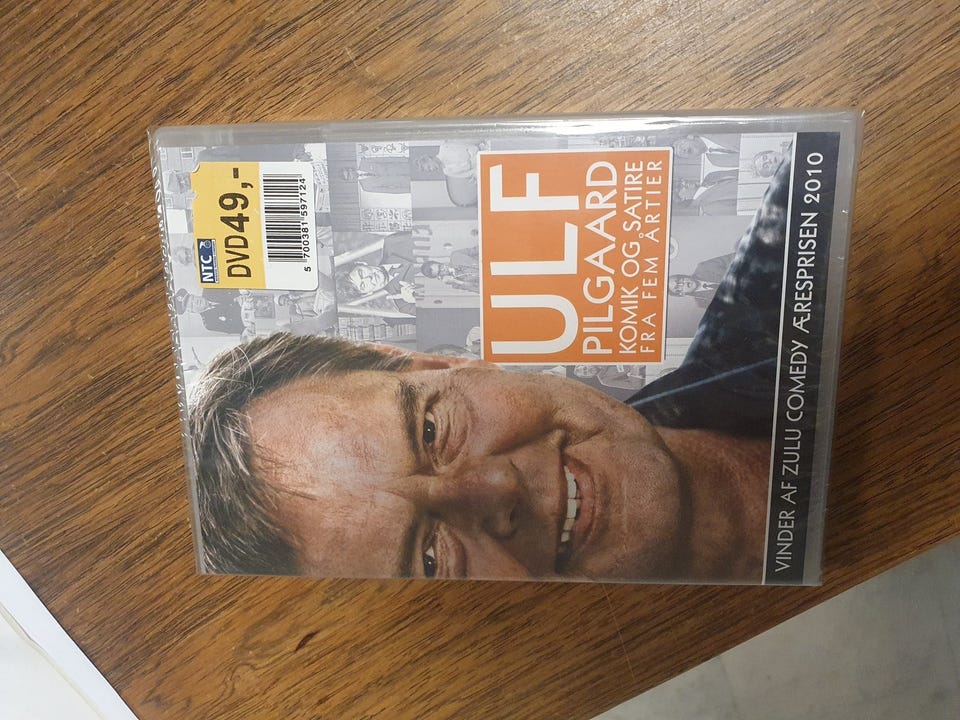 NTC
DVD49,-
5 700381 597124
ULF
PILGAARD
KOMIK OG SATIRE
FRA FEM ÅRTIER
VINDER AF ZULU COMEDY ÆRESPRISEN 2010